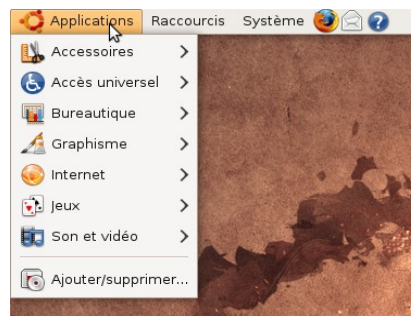 Applications Raccourcis Système
Accessoires
Accès universel
Bureautique
Graphisme
Internet
Jeux
Son et vidéo
Ajouter/supprimer...